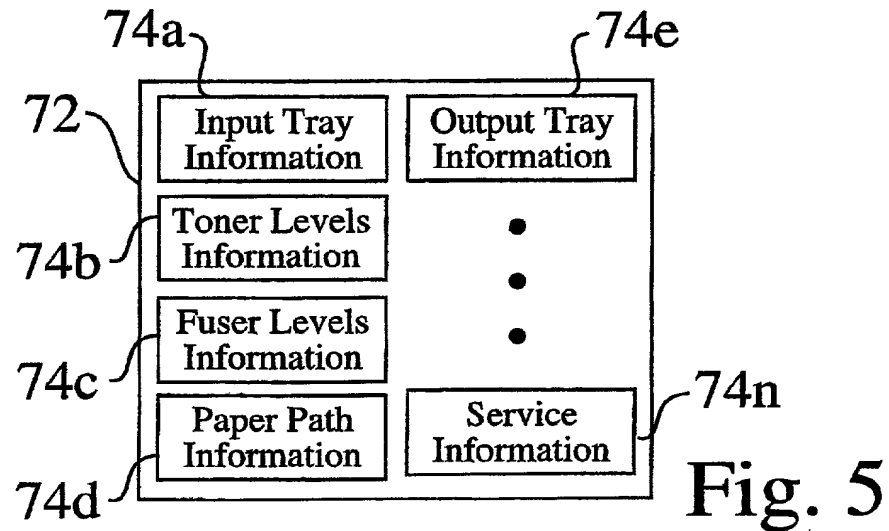 74a
74e
72
Input Tray
Information
Output Tray
Information
74b
Toner Levels
Information
74c
Fuser Levels
Information
74d
Paper Path
Information
Service
Information
74n
Fig. 5